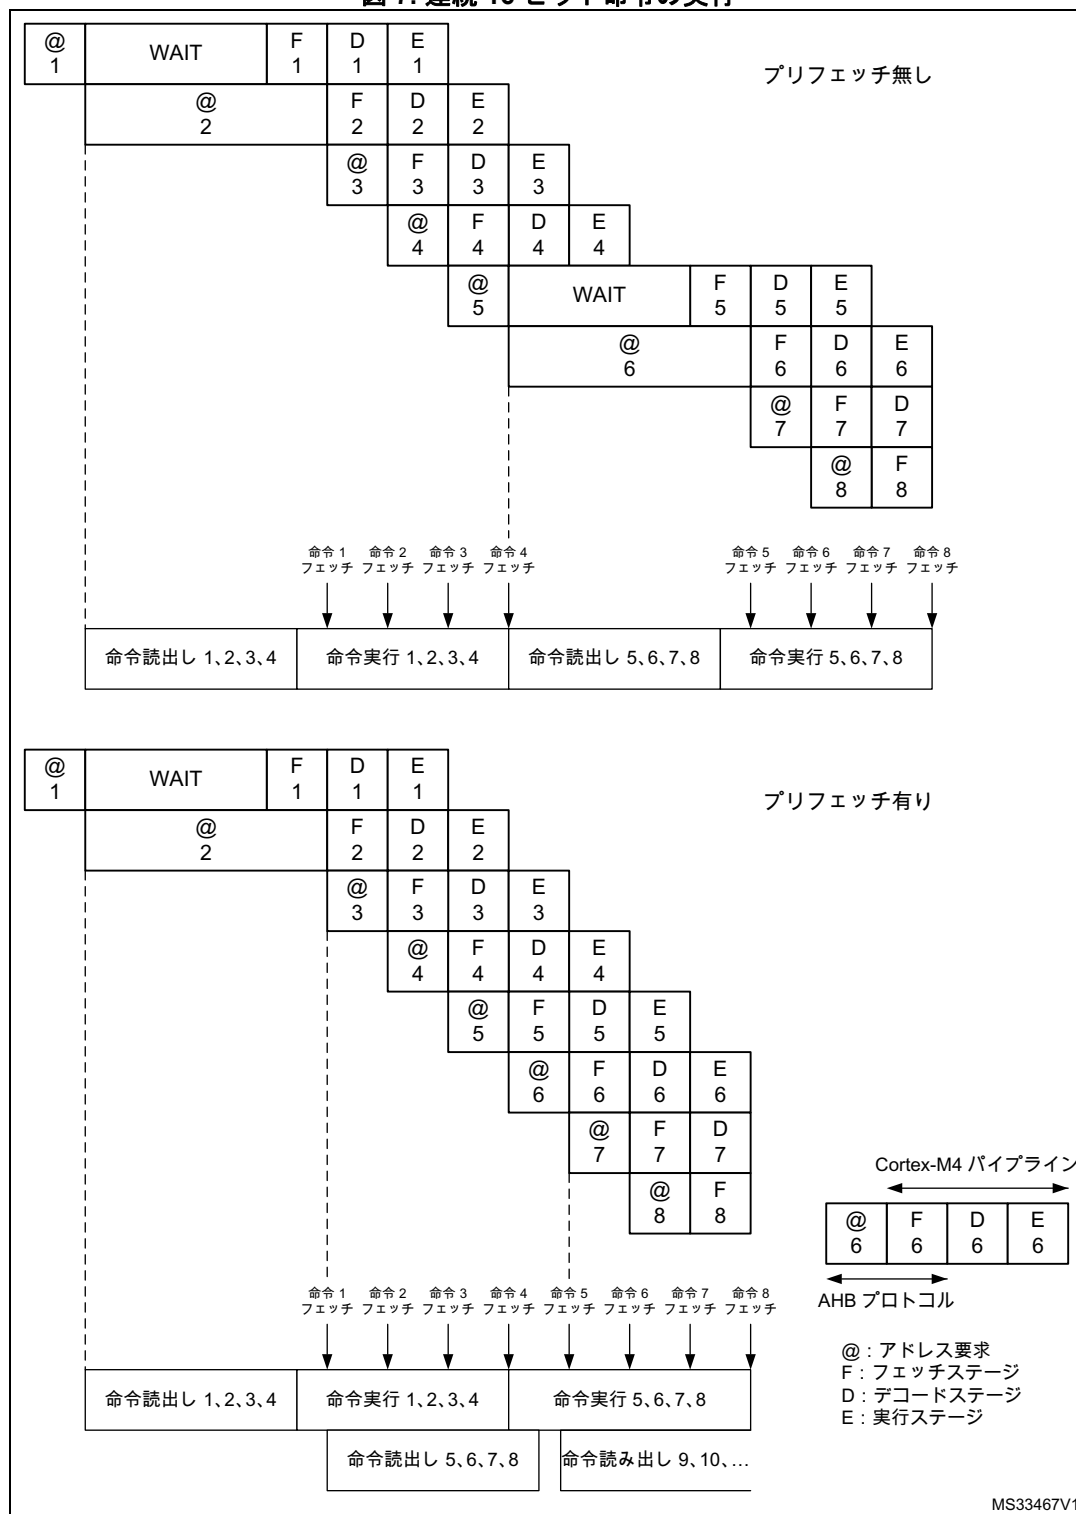 @ WAIT F D E
1 1 1 1
プリフェッチ無し
@ F D E
2 2 2 2
@ F D E
3 3 3 3
@ F D E
4 4 4 4
@ WAIT F D E
5 5 5 5
@ F D E
6 6 6 6
@ F D
7 7 7
@ F
8 8
命令 1 命令 2 命令 3 命令 4 命令 5 命令 6 命令 7 命令 8
フェッチ フェッチ フェッチ フェッチ フェッチ フェッチ フェッチ フェッチ
命令読出し 1、2、3、4 命令実行 1、2、3、4 命令読出し 5、6、7、8 命令実行 5、6、7、8
@ WAIT F D E
1 1 1 1
プリフェッチ有り
@ F D E
2 2 2 2
@ F D E
3 3 3 3
@ F D E
4 4 4 4
@ F D E
5 5 5 5
@ F D E
6 6 6 6
@ F D
7 7 7
@ F
8 8
Cortex-M4 パイプライン
@ F D E
6 6 6 6
AHB プロトコル
命令 1 命令 2 命令 3 命令 4 命令 5 命令 6 命令 7 命令 8
フェッチ フェッチ フェッチ フェッチ フェッチ フェッチ フェッチ フェッチ
@：アドレス要求
F：フェッチステージ
D：デコードステージ
E：実行ステージ
命令読出し 1、2、3、4 命令実行 1、2、3、4 命令実行 5、6、7、8
命令読出し 5、6、7、8 命令読み出し 9、10、...
MS33467V1